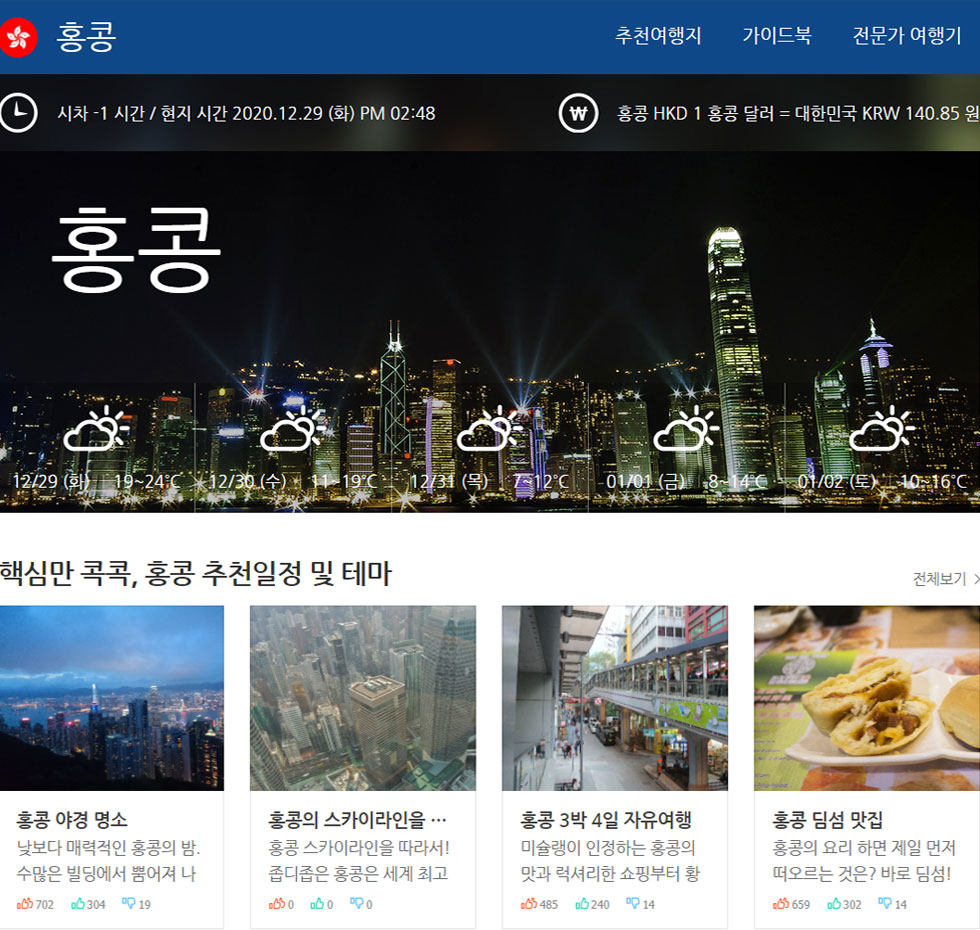 홍콩
추천여행지 가이드북 전문가 여행기
시차 -1 시간 / 현지 시간 2020.12.29 (화) PM 02:48
홍콩 HKD 1 홍콩 달러 = 대한민국 KRW 140.85 원
홍콩
12/29 (화) 19~24℃
12/30 (수) 11~19℃
12/31 (목) 7~12℃
01/01 (금) 8~14℃
01/02 (토) 10~16℃
핵심만 콕콕, 홍콩 추천일정 및 테마
전체보기 >
홍콩 야경 명소
낮보다 매력적인 홍콩의 밤.
수많은 빌딩에서 뿜어져 나
702 304 19
홍콩의 스카이라인을 …
홍콩 스카이라인을 따라서!
좁디좁은 홍콩은 세계 최고
0 0 0
홍콩 3박 4일 자유여행
미슐랭이 인정하는 홍콩의
맛과 럭셔리한 쇼핑부터 황
485 240 14
홍콩 딤섬 맛집
홍콩의 요리 하면 제일 먼저
떠오르는 것은? 바로 딤섬!
659 302 14